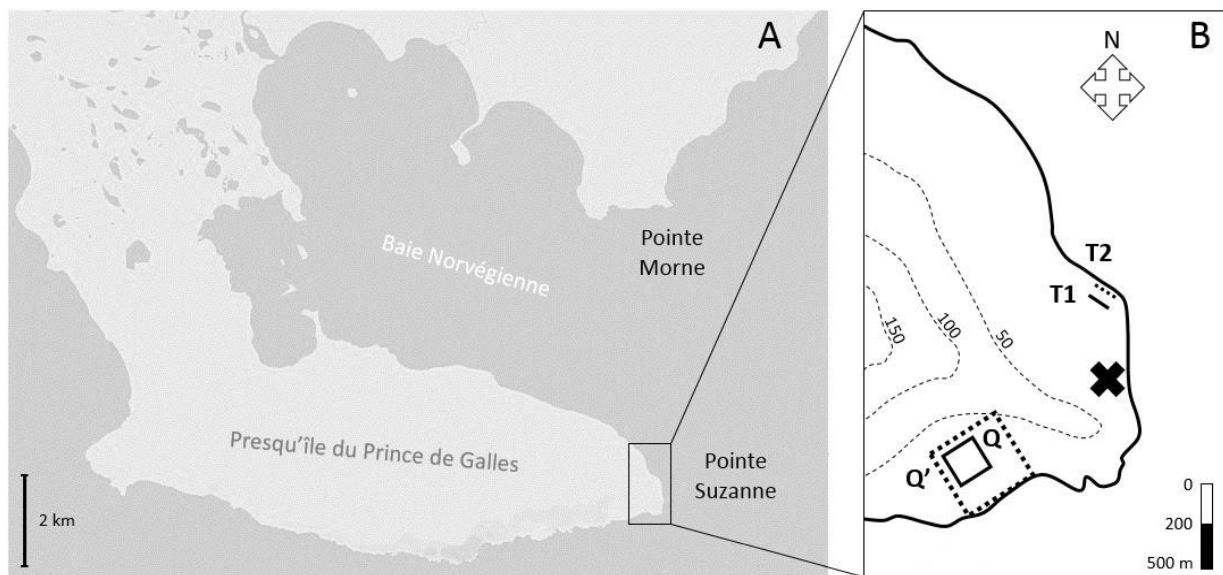 A
Baie Norvégienne
Pointe
Morne
Presqu'île du Prince de Galles
Pointe
Suzanne
2 km
B
N
T2
T1
50
100
150
Q
Q'
0
200
500 m